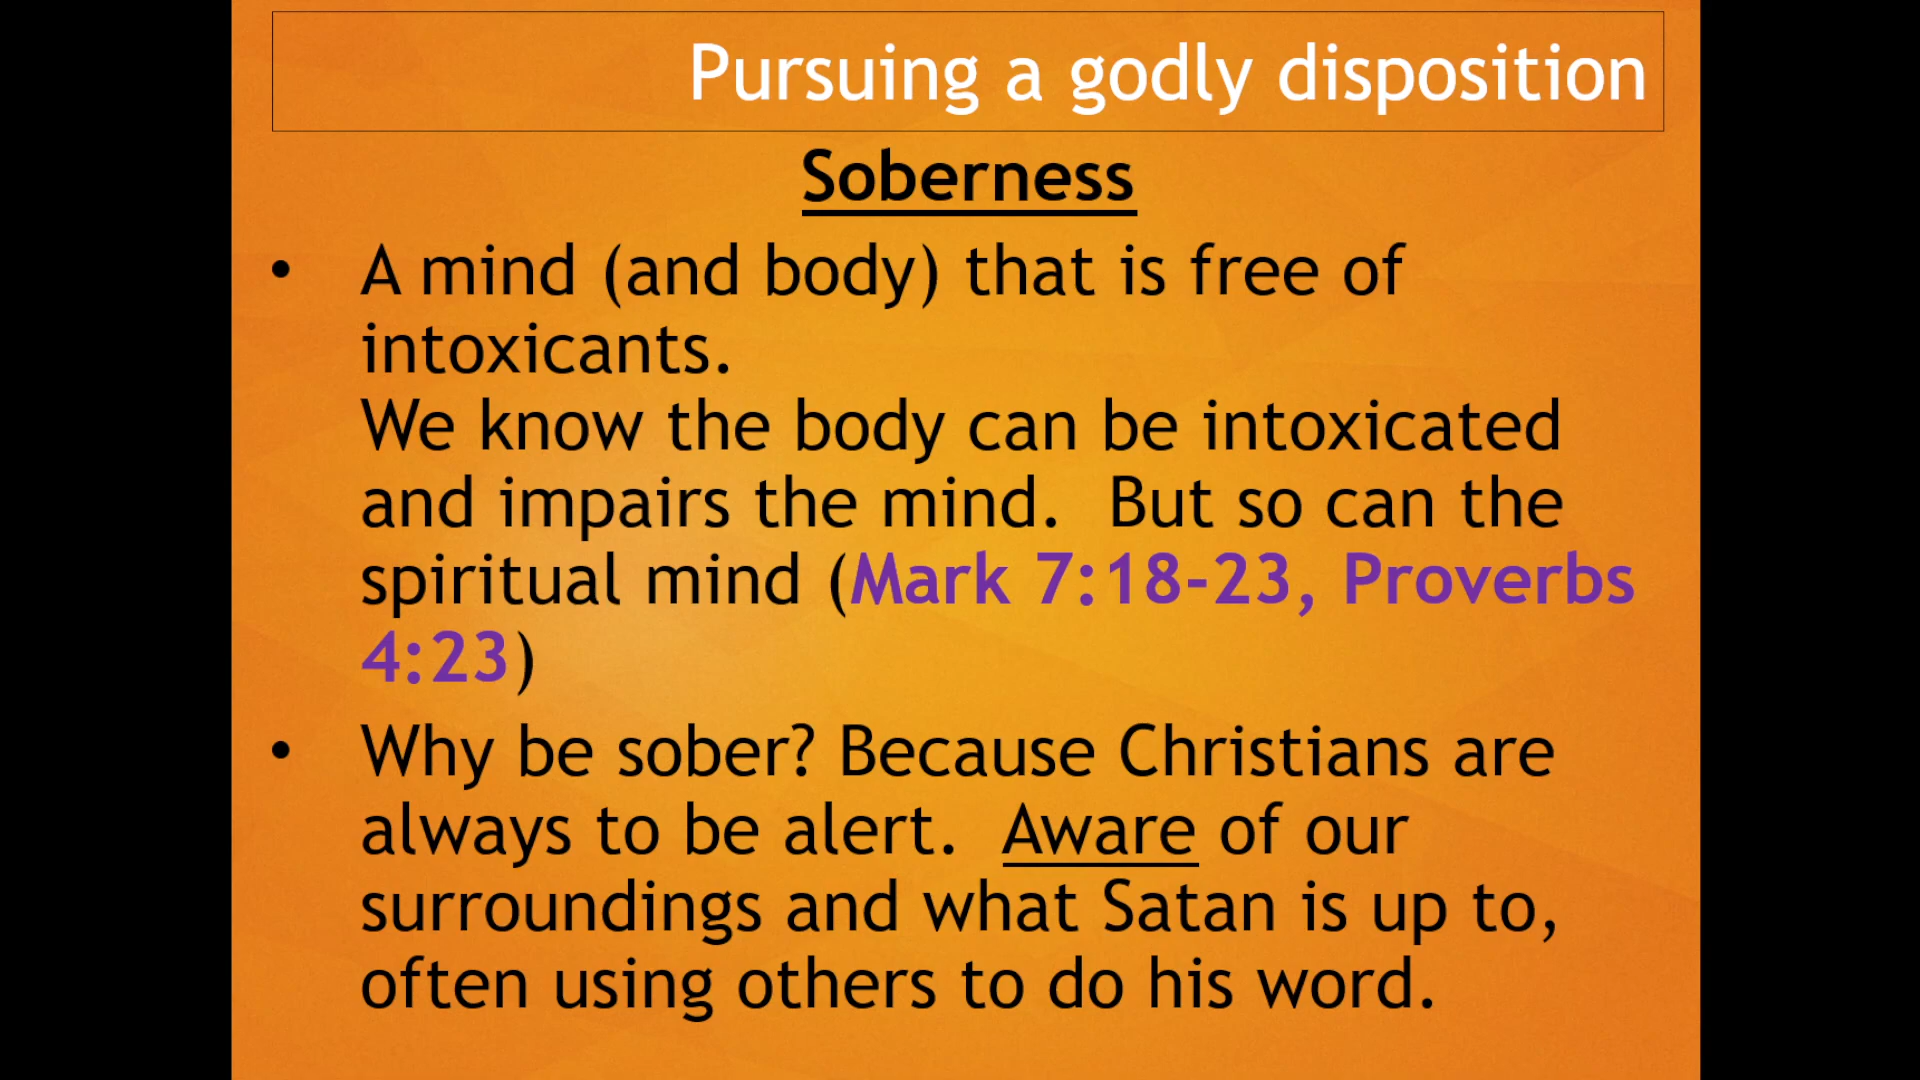 Pursuing a godly disposition
Soberness
• A mind (and body) that is free of
intoxicants.
We know the body can be intoxicated
and impairs the mind.  But so can the
spiritual mind (Mark 7:18-23, Proverbs
4:23)
• Why be sober? Because Christians are
always to be alert.  Aware of our
surroundings and what Satan is up to,
often using others to do his word.